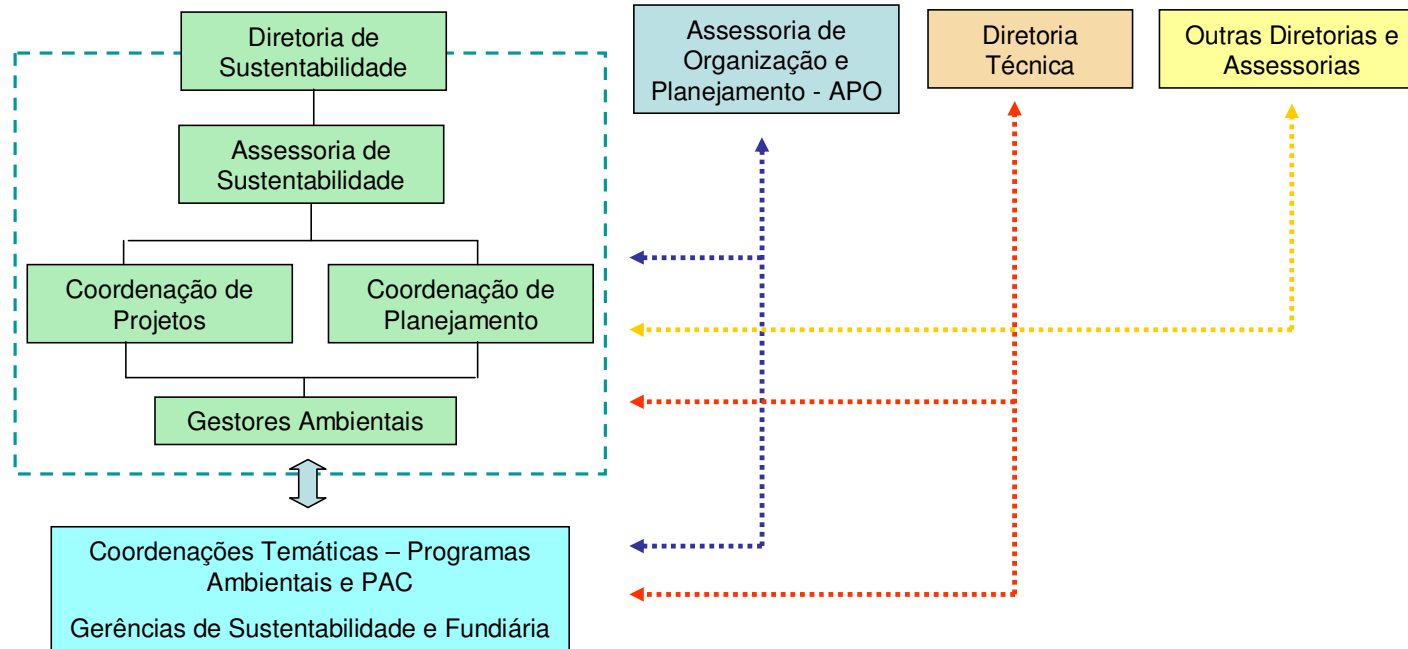 Diretoria de
Sustentabilidade
Assessoria de
Organização e
Planejamento - APO
Diretoria
Técnica
Outras Diretorias e
Assessorias
Assessoria de
Sustentabilidade
Coordenação de
Projetos
Coordenação de
Planejamento
Gestores Ambientais
Coordenações Temáticas – Programas
Ambientais e PAC
Gerências de Sustentabilidade e Fundiária